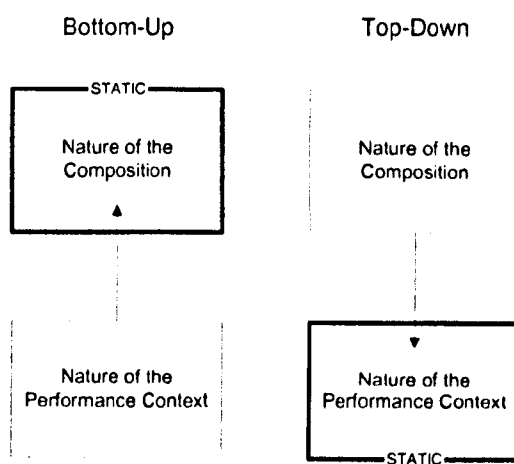 Bottom-Up
Top-Down
STATIC
Nature of the
Composition
Nature of the
Composition
Nature of the
Performance Context
Nature of the
Performance Context
STATIC